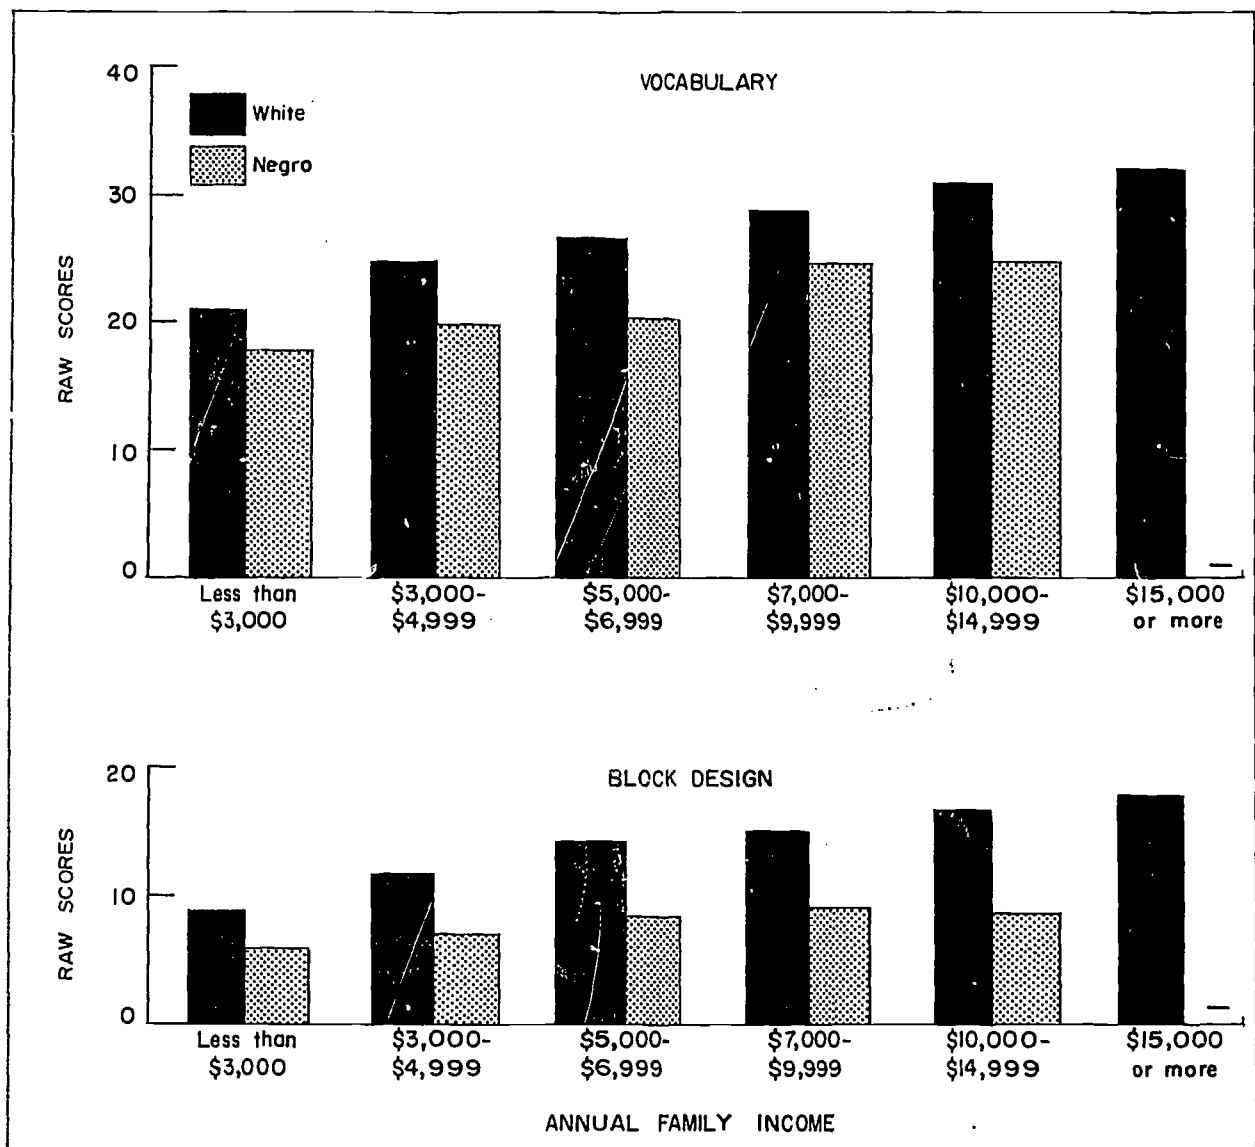 VOCABULARY
40
30
20
10
0
RAW SCORES
White
Negro
Less than $3,000
$3,000-$4,999
$5,000-$6,999
$7,000-$9,999
$10,000-$14,999
$15,000 or more
BLOCK DESIGN
20
10
0
RAW SCORES
Less than $3,000
$3,000-$4,999
$5,000-$6,999
$7,000-$9,999
$10,000-$14,999
$15,000 or more
ANNUAL FAMILY INCOME